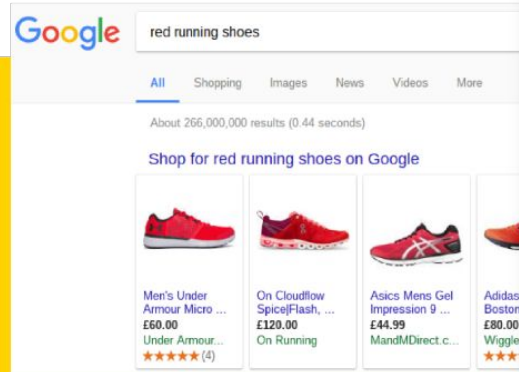 Google
red running shoes
All Shopping Images News Videos More
About 266,000,000 results (0.44 seconds)
Shop for red running shoes on Google
Men's Under
Armour Micro ...
£60.00
Under Armour...
★★★★★ (4)
On Cloudflow
Spice|Flash, ...
£120.00
On Running
Asics Mens Gel
Impression 9 ...
£44.99
MandMDirect.c...
Adidas
Boston
£80.00
Wiggle
★★★